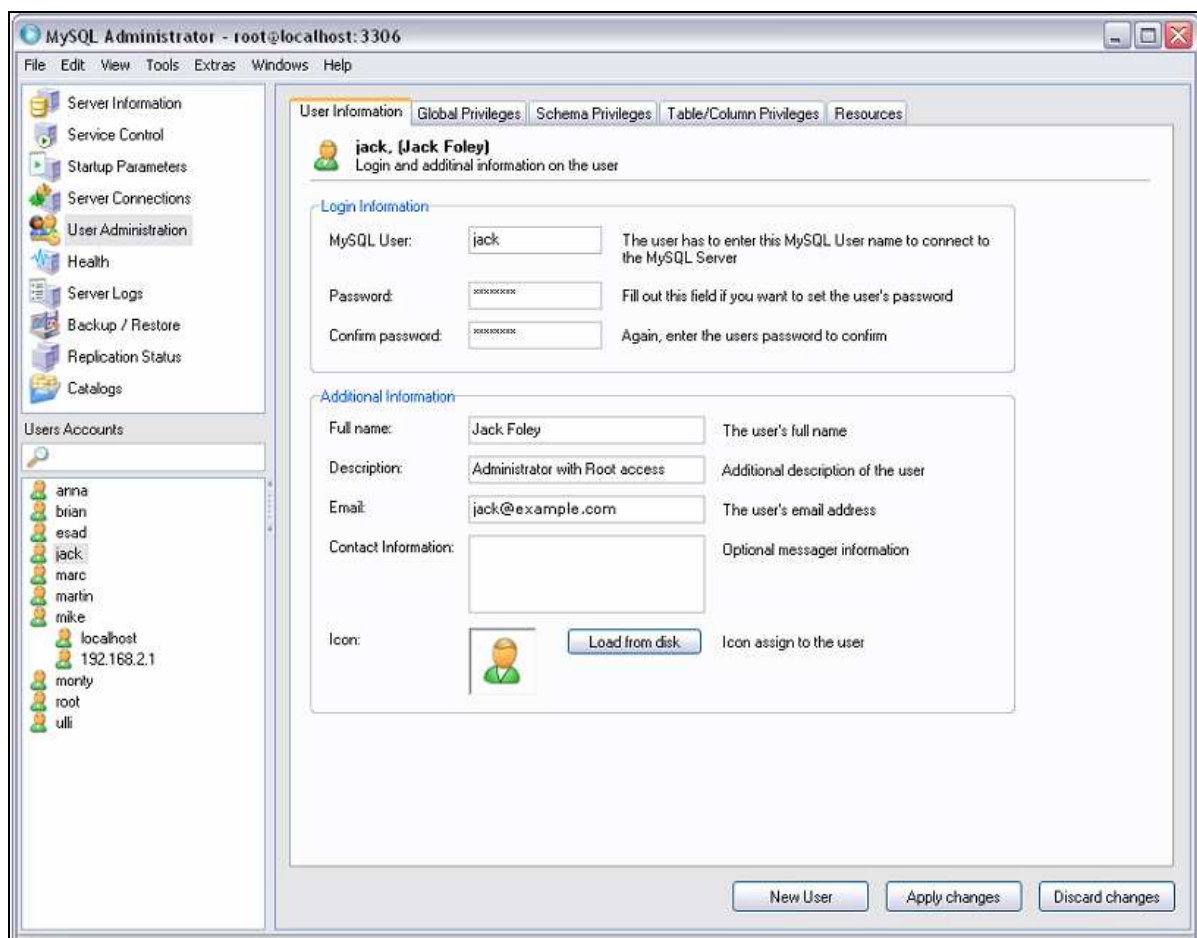 MySQL Administrator - root@localhost:3306
File Edit View Tools Extras Windows Help
Server Information
Service Control
Startup Parameters
Server Connections
User Administration
Health
Server Logs
Backup / Restore
Replication Status
Catalogs
Users Accounts
anna
brian
esad
jack
marc
martin
mike
localhost
192.168.2.1
monty
root
ulli
User Information Global Privileges Schema Privileges Table/Column Privileges Resources
jack, (Jack Foley)
Login and additinal information on the user
Login Information
MySQL User: jack The user has to enter this MySQL User name to connect to
the MySQL Server
Password: ******** Fill out this field if you want to set the user's password
Confirm password: ******** Again, enter the users password to confirm
Additional Information
Full name: Jack Foley The user's full name
Description: Administrator with Root access Additional description of the user
Email: jack@example.com The user's email address
Contact Information: Optional messager information
Icon: Load from disk Icon assign to the user
New User Apply changes Discard changes